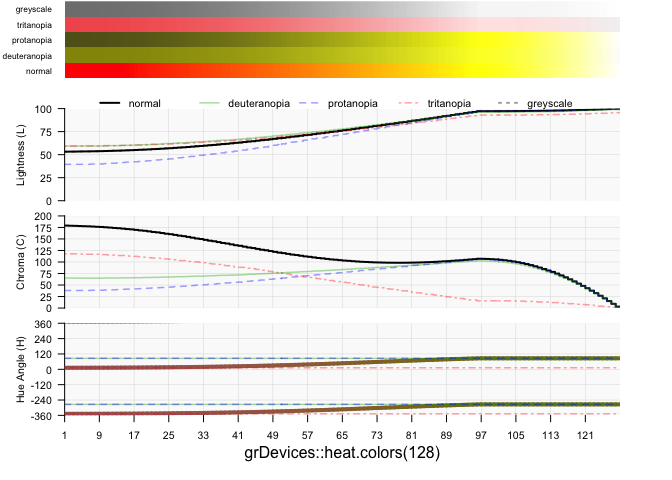 greyscale
tritanopia
protanopia
deuteranopia
normal
normal deuteranopia protanopia tritanopia greyscale
100
75
50
25
0
Lightness (L)
200
175
150
125
100
75
50
25
0
Chroma (C)
360
240
120
0
-120
-240
-360
Hue Angle (H)
1 9 17 25 33 41 49 57 65 73 81 89 97 105 113 121
grDevices::heat.colors(128)